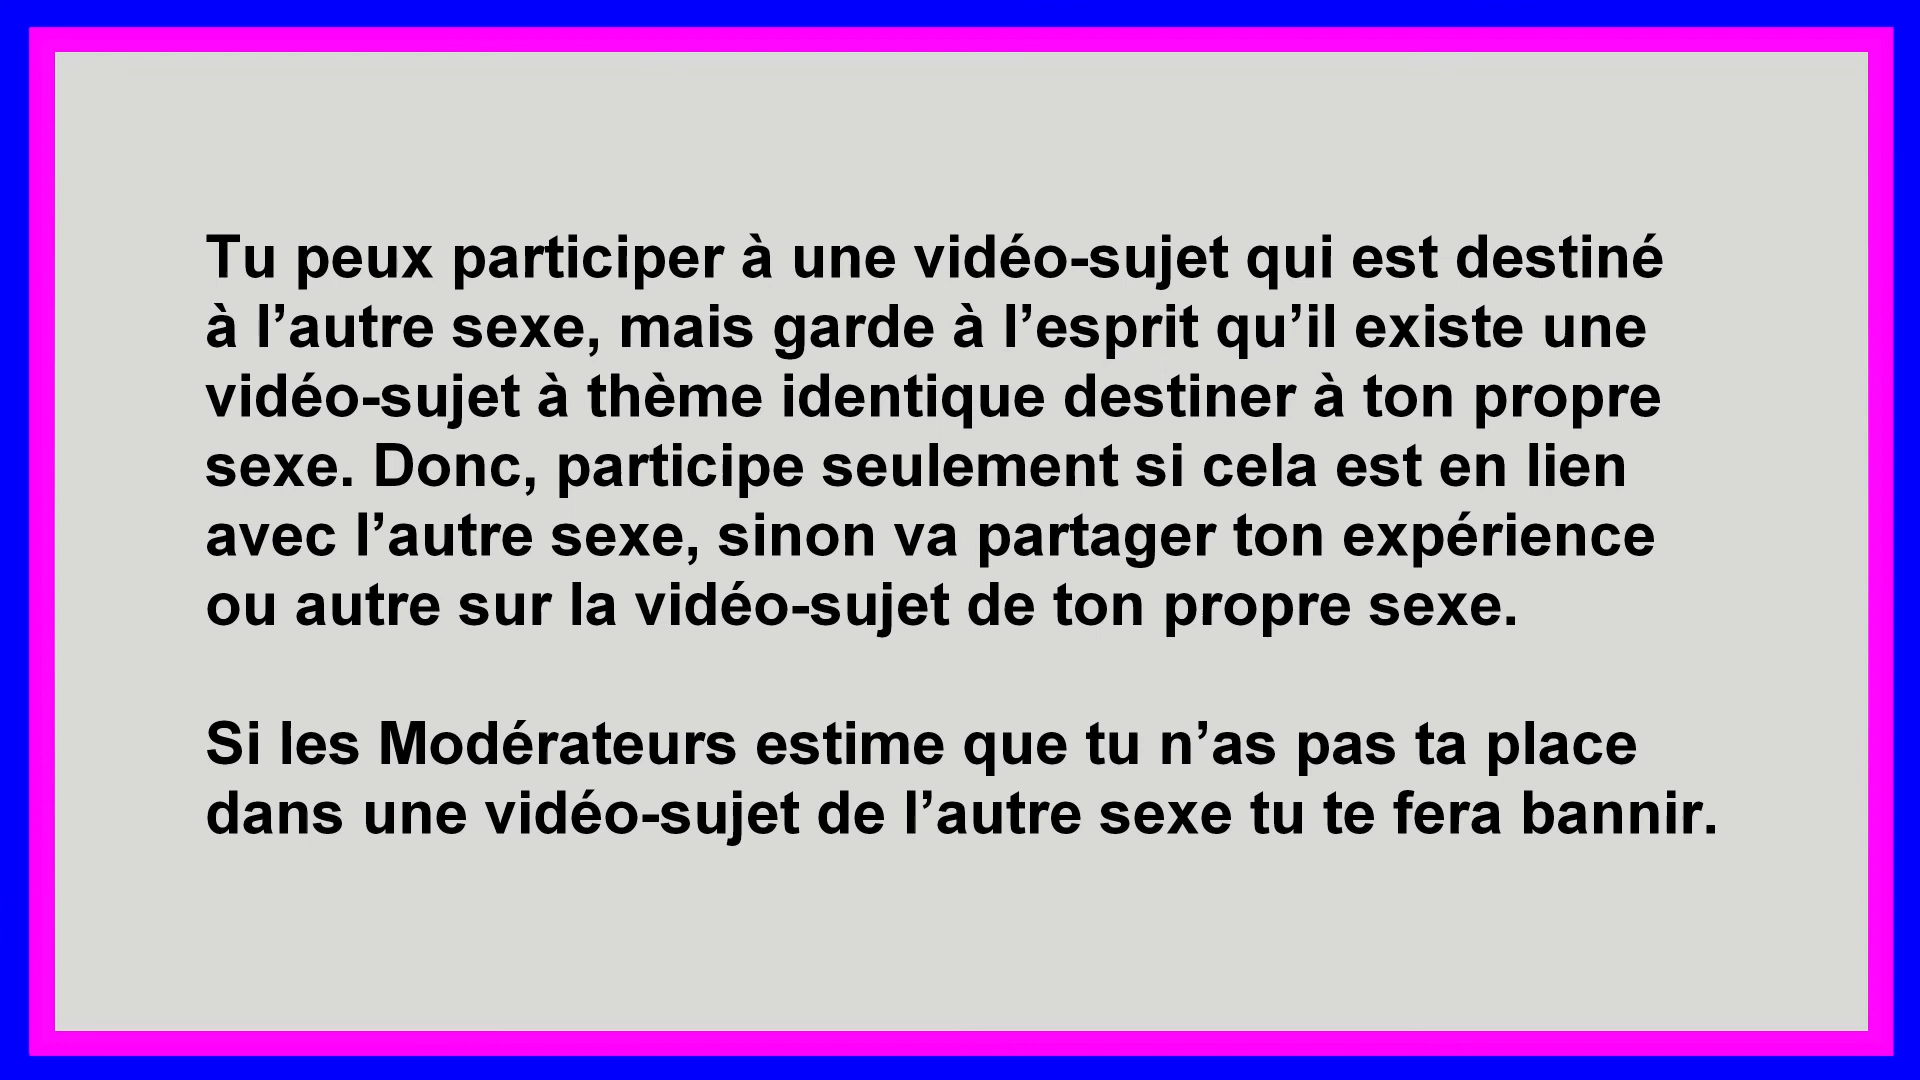 Tu peux participer à une vidéo-sujet qui est destiné
à l’autre sexe, mais garde à l’esprit qu’il existe une
vidéo-sujet à thème identique destiner à ton propre
sexe. Donc, participe seulement si cela est en lien
avec l’autre sexe, sinon va partager ton expérience
ou autre sur la vidéo-sujet de ton propre sexe.
Si les Modérateurs estime que tu n’as pas ta place
dans une vidéo-sujet de l’autre sexe tu te fera bannir.